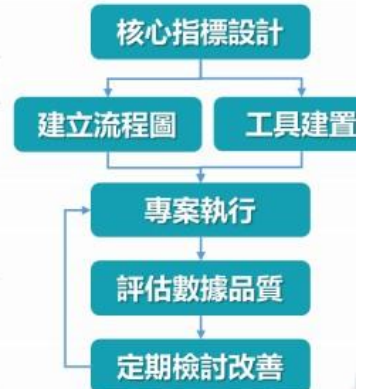 核心指標設計
建立流程圖
工具建置
專案執行
評估數據品質
定期檢討改善